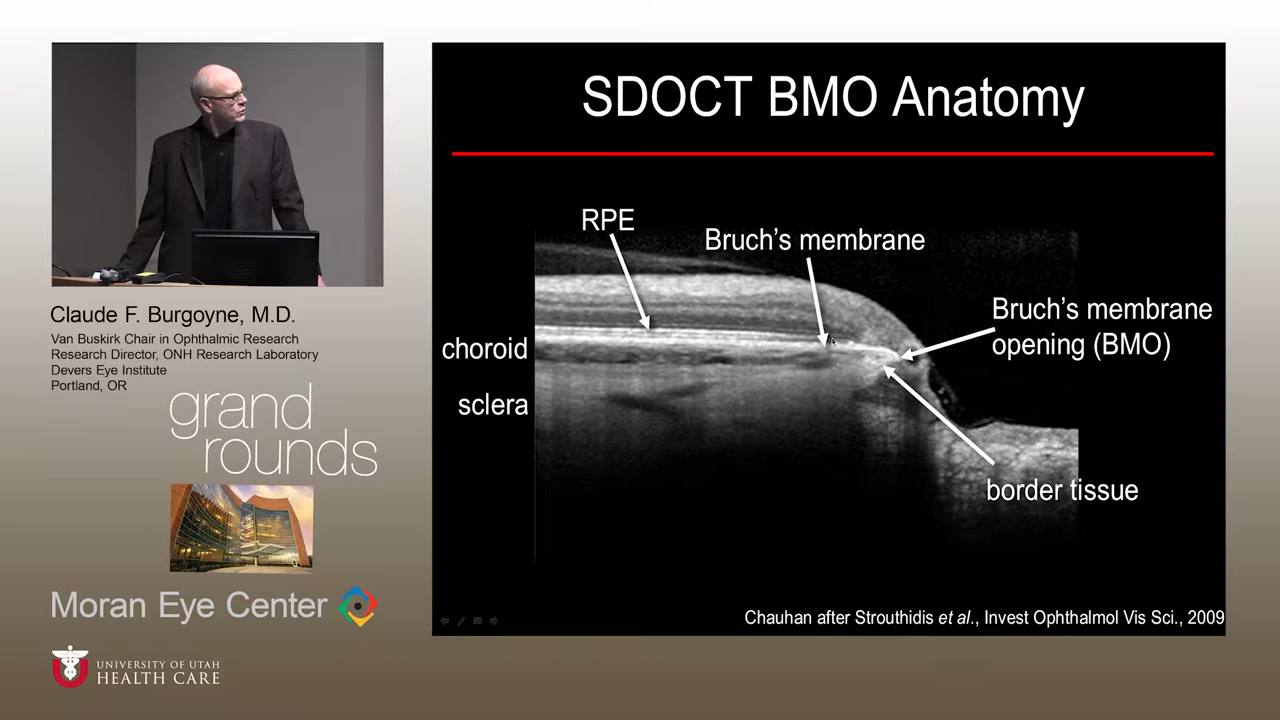 SDOCT BMO Anatomy
RPE
Bruch's membrane
Bruch's membrane
opening (BMO)
choroid
sclera
border tissue
Chauhan after Strouthidis et al., Invest Ophthalmol Vis Sci., 2009
Claude F. Burgoyne, M.D.
Van Buskirk Chair in Ophthalmic Research
Research Director, ONH Research Laboratory
Devers Eye Institute
Portland, OR
grand
rounds
Moran Eye Center
U
UNIVERSITY OF UTAH
HEALTH CARE